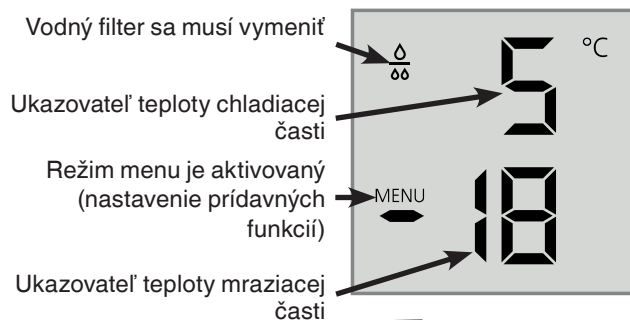 Vodný filter sa musí vymeniť
Ukazovateľ teploty chladiacej
časti
Režim menu je aktivovaný
(nastavenie prídavných
funkcií)
Ukazovateľ teploty mraziacej
časti
5 °C
MENU
18